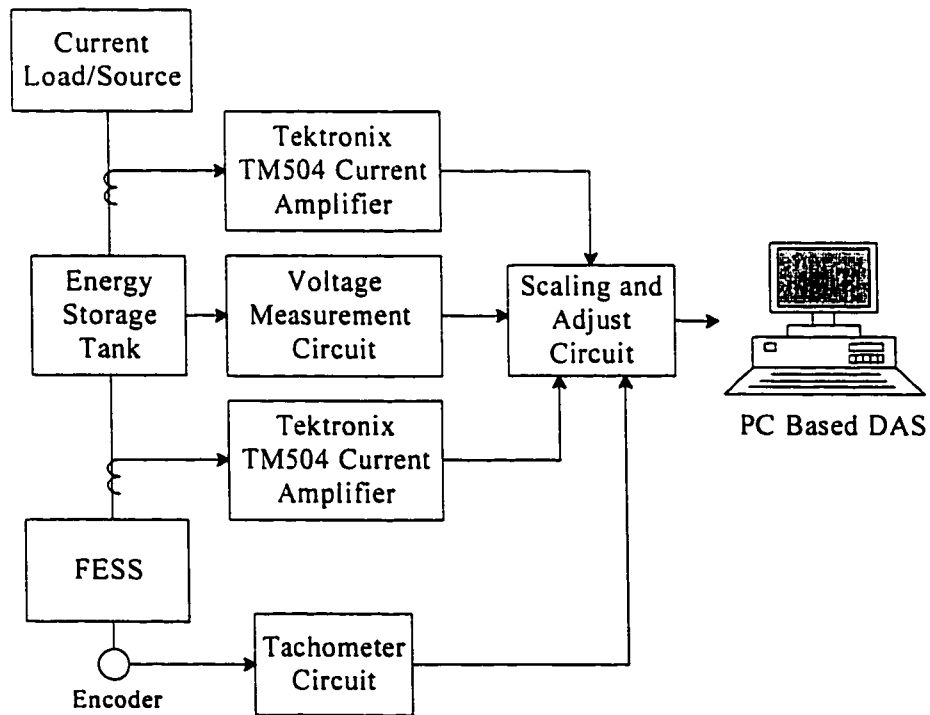 Current
Load/Source
Tektronix
TM504 Current
Amplifier
Energy
Storage
Tank
Voltage
Measurement
Circuit
Scaling and
Adjust
Circuit
PC Based DAS
Tektronix
TM504 Current
Amplifier
FESS
Tachometer
Circuit
Encoder